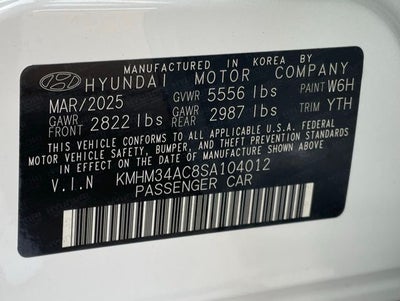 MANUFACTURED IN KOREA BY
HYUNDAI MOTOR COMPANY
MAR/2025 GVWR 5556 lbs PAINT W6H
GAWR FRONT 2822 lbs GAWR REAR 2987 lbs TRIM YTH
THIS VEHICLE CONFORMS TO ALL APPLICABLE U.S.A. FEDERAL
MOTOR VEHICLE SAFETY, BUMPER, AND THEFT PREVENTION STANDARDS
IN EFFECT ON THE DATE OF MANUFACTURE SHOWN ABOVE.
V.I.N KMHM34AC8SA104012
PASSENGER CAR